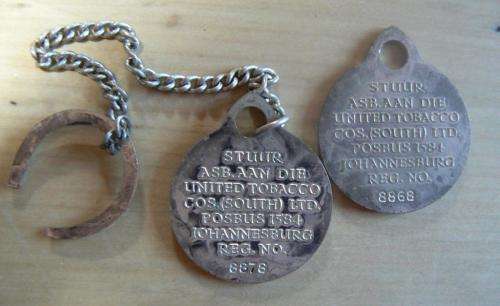 STUUR
ASB. AAN DIE
UNITED TOBACCO
COS. (SOUTH) LTD.
POSBUS 1584
JOHANNESBURG
REG. NO.
8878
STUUR
ASB. AAN DIE
UNITED TOBACCO
COS. (SOUTH) LTD.
POSBUS 1584
JOHANNESBURG
REG. NO.
8868